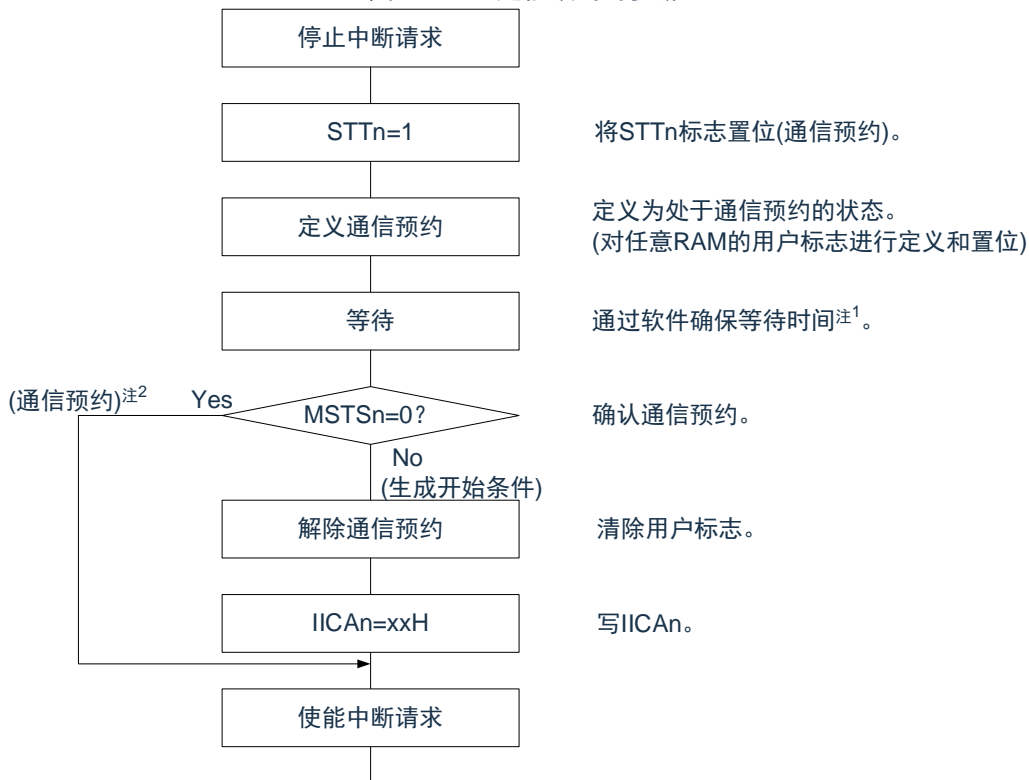 停止中断请求
STTn=1
将STTn标志置位(通信预约)。
定义通信预约
定义为处于通信预约的状态。
(对任意RAM的用户标志进行定义和置位)
等待
通过软件确保等待时间注1。
(通信预约)注2
Yes
MSTSn=0?
确认通信预约。
No
(生成开始条件)
解除通信预约
清除用户标志。
IICAn=xxH
写IICAn。
使能中断请求